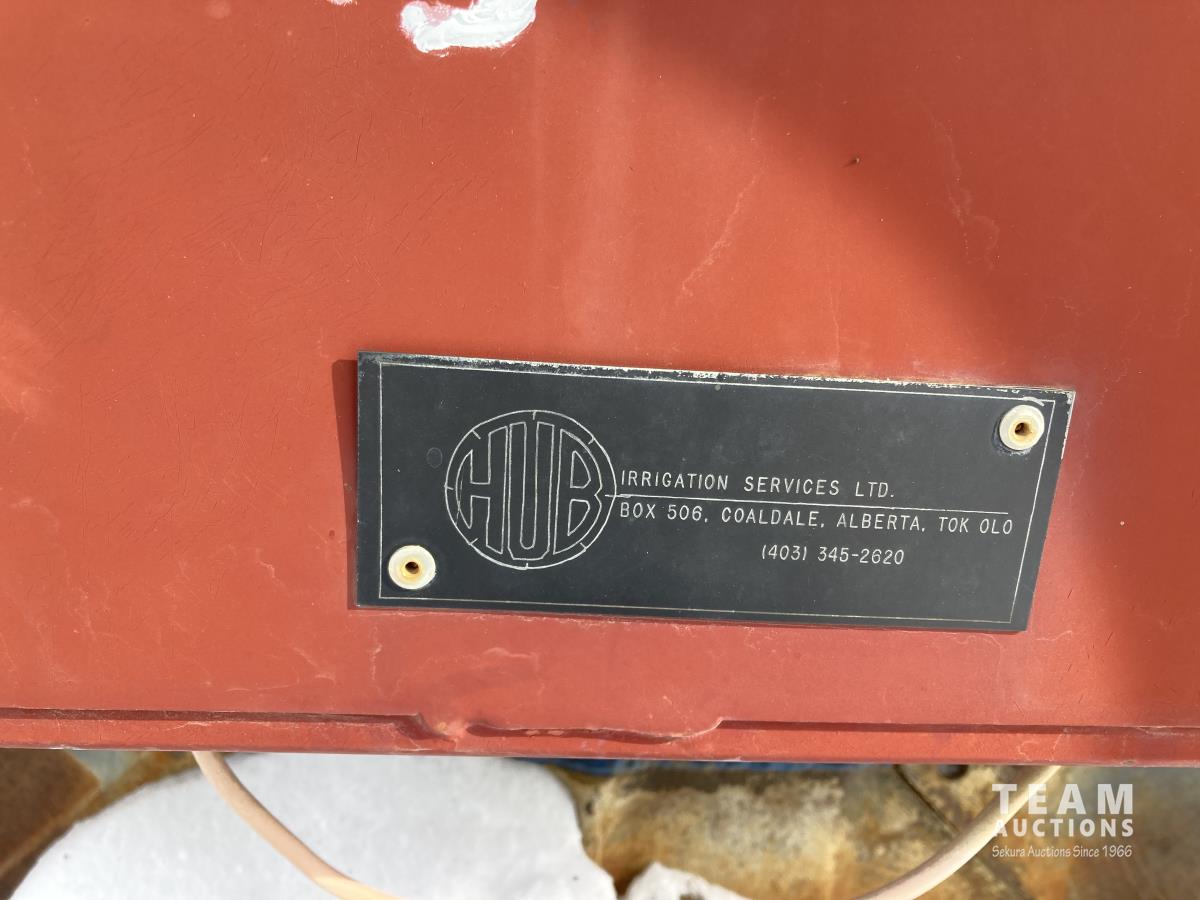 HUB
IRRIGATION SERVICES LTD.
BOX 506, COALDALE, ALBERTA, TOK OLO
(403) 345-2620
TEAM
AUCTIONS
Sekura Auctions Since 1966